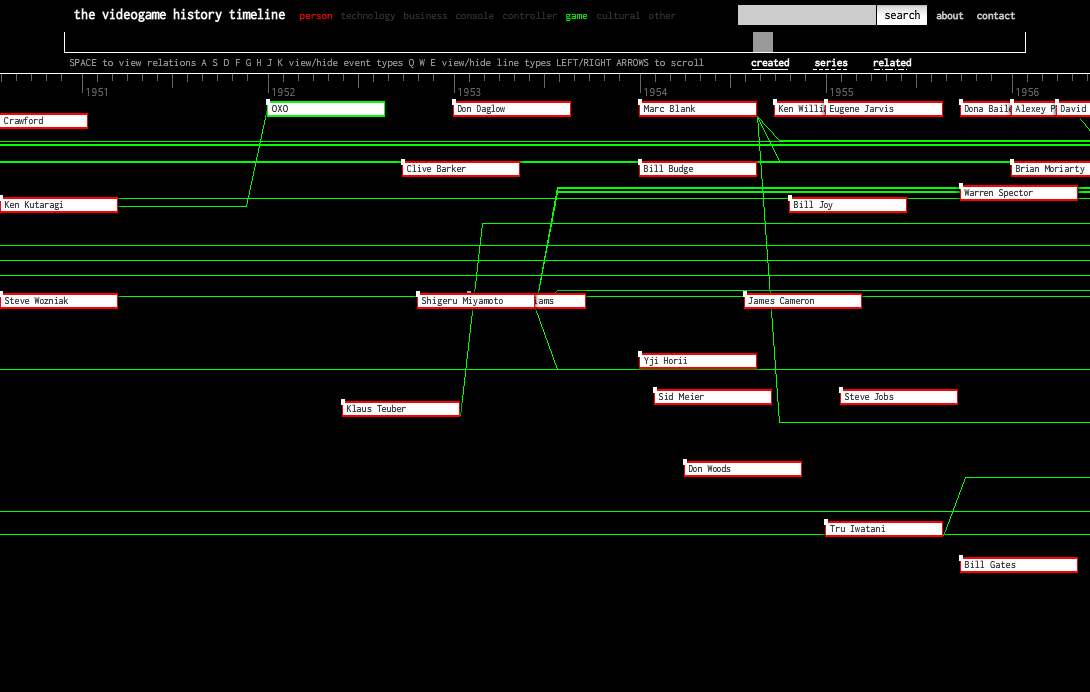 the videogame history timeline person technology business console controller game cultural other search about contact
SPACE to view relations A S D F G H J K view/hide event types Q W E view/hide line types LEFT/RIGHT ARROWS to scroll created series related
1951 1952 1953 1954 1955 1956
OXO Don Daglow Marc Blank Ken Willi Eugene Jarvis Dona Baile Alexey P David
Crawford
Clive Barker Bill Budge Brian Moriarty
Warren Spector
Ken Kutaragi Bill Joy
Steve Wozniak Shigeru Miyamoto iams James Cameron
Yji Horii
Sid Meier Steve Jobs
Klaus Teuber
Don Woods
Tru Iwatani
Bill Gates